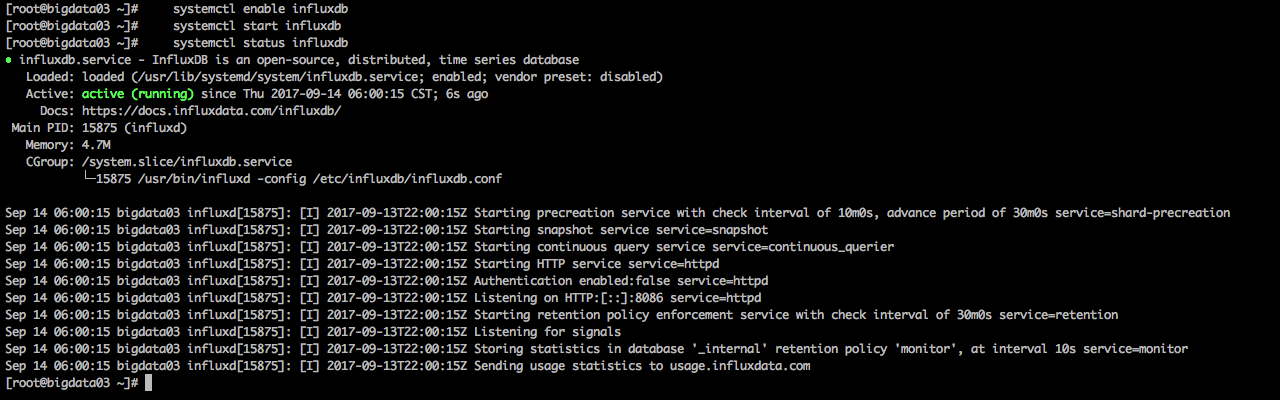 [root@bigdata03 ~]#     systemctl enable influxdb
[root@bigdata03 ~]#     systemctl start influxdb
[root@bigdata03 ~]#     systemctl status influxdb
● influxdb.service - InfluxDB is an open-source, distributed, time series database
   Loaded: loaded (/usr/lib/systemd/system/influxdb.service; enabled; vendor preset: disabled)
   Active: active (running) since Thu 2017-09-14 06:00:15 CST; 6s ago
     Docs: https://docs.influxdata.com/influxdb/
 Main PID: 15875 (influxd)
   Memory: 4.7M
   CGroup: /system.slice/influxdb.service
           └─15875 /usr/bin/influxd -config /etc/influxdb/influxdb.conf

Sep 14 06:00:15 bigdata03 influxd[15875]: [I] 2017-09-13T22:00:15Z Starting precreation service with check interval of 10m0s, advance period of 30m0s service=shard-precreation
Sep 14 06:00:15 bigdata03 influxd[15875]: [I] 2017-09-13T22:00:15Z Starting snapshot service service=snapshot
Sep 14 06:00:15 bigdata03 influxd[15875]: [I] 2017-09-13T22:00:15Z Starting continuous query service service=continuous_querier
Sep 14 06:00:15 bigdata03 influxd[15875]: [I] 2017-09-13T22:00:15Z Starting HTTP service service=httpd
Sep 14 06:00:15 bigdata03 influxd[15875]: [I] 2017-09-13T22:00:15Z Authentication enabled:false service=httpd
Sep 14 06:00:15 bigdata03 influxd[15875]: [I] 2017-09-13T22:00:15Z Listening on HTTP:[::]:8086 service=httpd
Sep 14 06:00:15 bigdata03 influxd[15875]: [I] 2017-09-13T22:00:15Z Starting retention policy enforcement service with check interval of 30m0s service=retention
Sep 14 06:00:15 bigdata03 influxd[15875]: [I] 2017-09-13T22:00:15Z Listening for signals
Sep 14 06:00:15 bigdata03 influxd[15875]: [I] 2017-09-13T22:00:15Z Storing statistics in database '_internal' retention policy 'monitor', at interval 10s service=monitor
Sep 14 06:00:15 bigdata03 influxd[15875]: [I] 2017-09-13T22:00:15Z Sending usage statistics to usage.influxdata.com
[root@bigdata03 ~]#